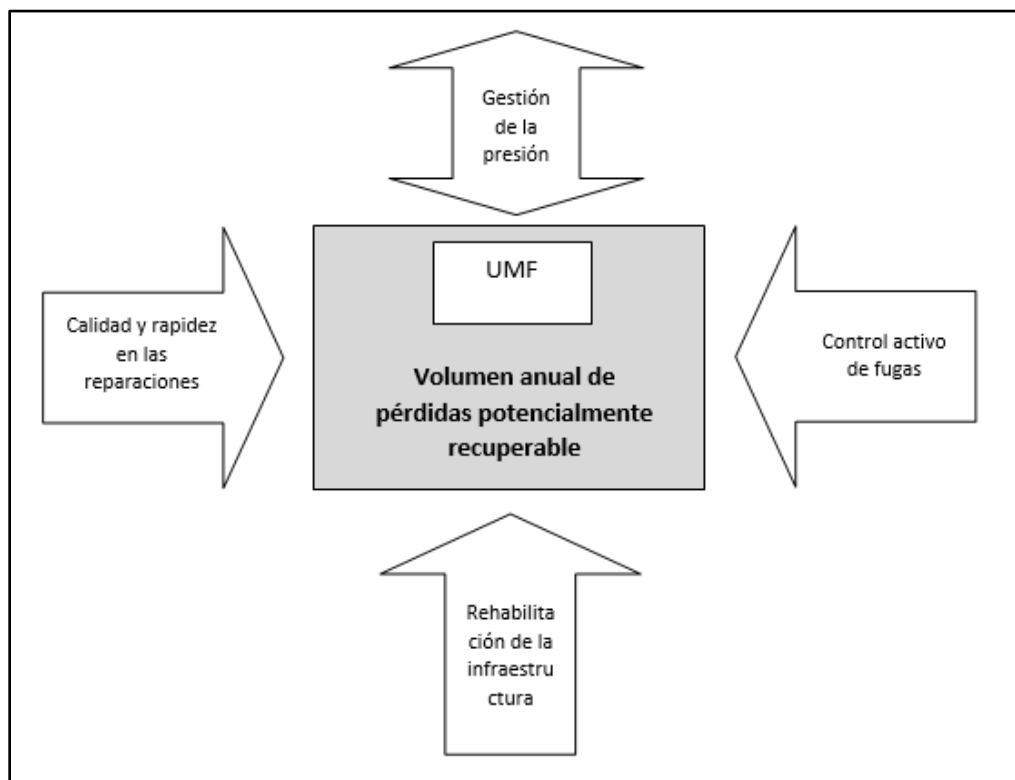 Gestión
de la
presión
UMF
Calidad y rapidez
en las
reparaciones
Volumen anual de
pérdidas potencialmente
recuperable
Control activo
de fugas
Rehabilita
ción de la
infraestru
ctura